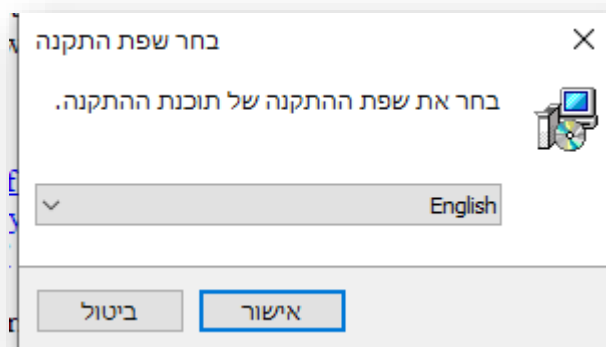 בחר שפת התקנה
בחר את שפת ההתקנה של תוכנת ההתקנה.
English
אישור
ביטול